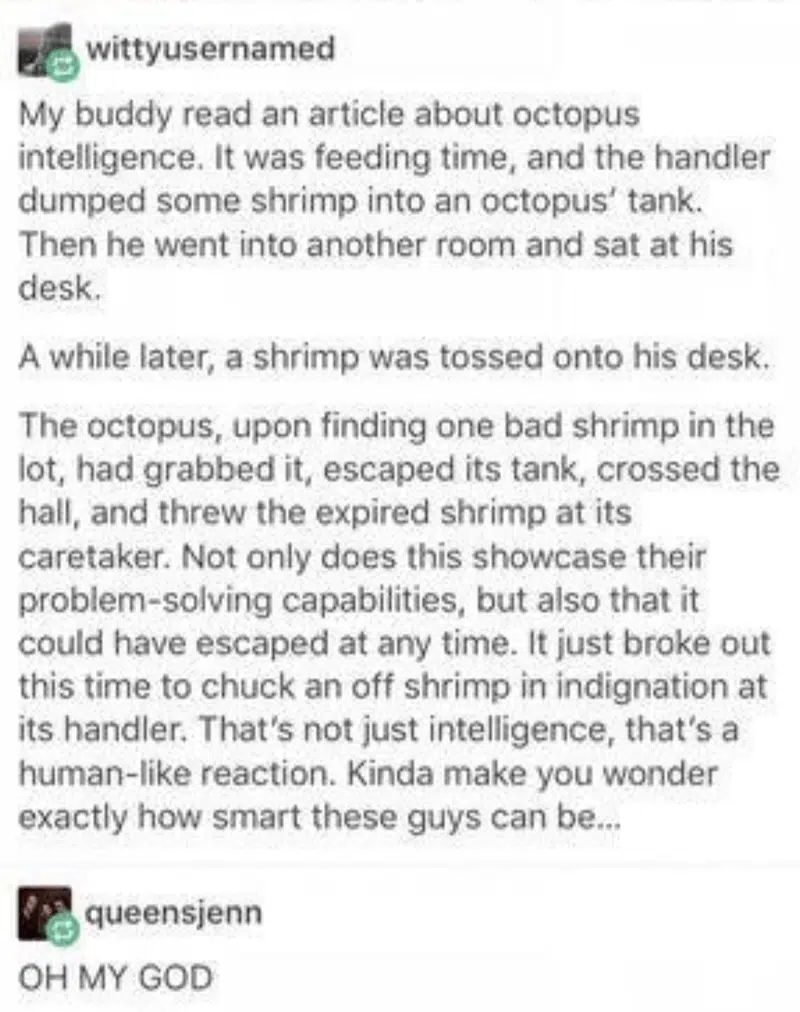 wittyusernamed
My buddy read an article about octopus
intelligence. It was feeding time, and the handler
dumped some shrimp into an octopus' tank.
Then he went into another room and sat at his
desk.
A while later, a shrimp was tossed onto his desk.
The octopus, upon finding one bad shrimp in the
lot, had grabbed it, escaped its tank, crossed the
hall, and threw the expired shrimp at its
caretaker. Not only does this showcase their
problem-solving capabilities, but also that it
could have escaped at any time. It just broke out
this time to chuck an off shrimp in indignation at
its handler. That's not just intelligence, that's a
human-like reaction. Kinda make you wonder
exactly how smart these guys can be...
queensjenn
OH MY GOD